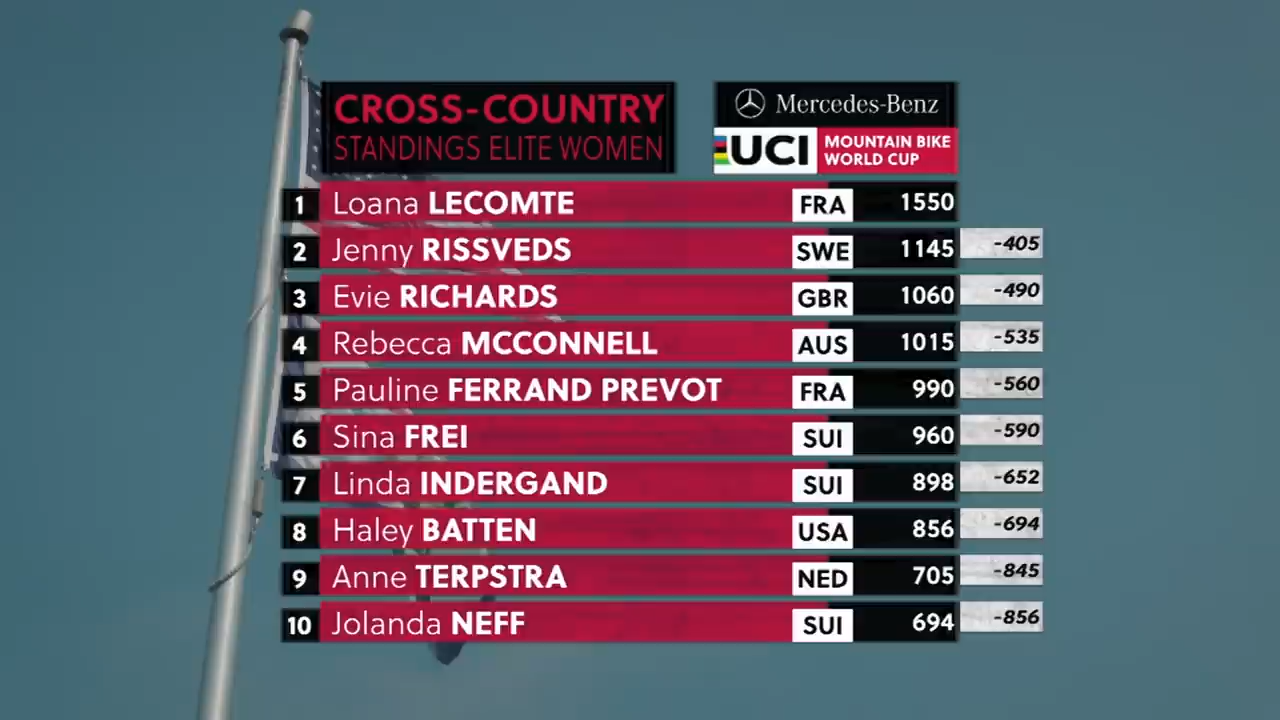 CROSS-COUNTRY
STANDINGS ELITE WOMEN
Mercedes-Benz
UCI MOUNTAIN BIKE
WORLD CUP
1 Loana LECOMTE FRA 1550
2 Jenny RISSVEDS SWE 1145 -405
3 Evie RICHARDS GBR 1060 -490
4 Rebecca MCCONNELL AUS 1015 -535
5 Pauline FERRAND PREVOT FRA 990 -560
6 Sina FREI SUI 960 -590
7 Linda INDERGAND SUI 898 -652
8 Haley BATTEN USA 856 -694
9 Anne TERPSTRA NED 705 -845
10 Jolanda NEFF SUI 694 -856